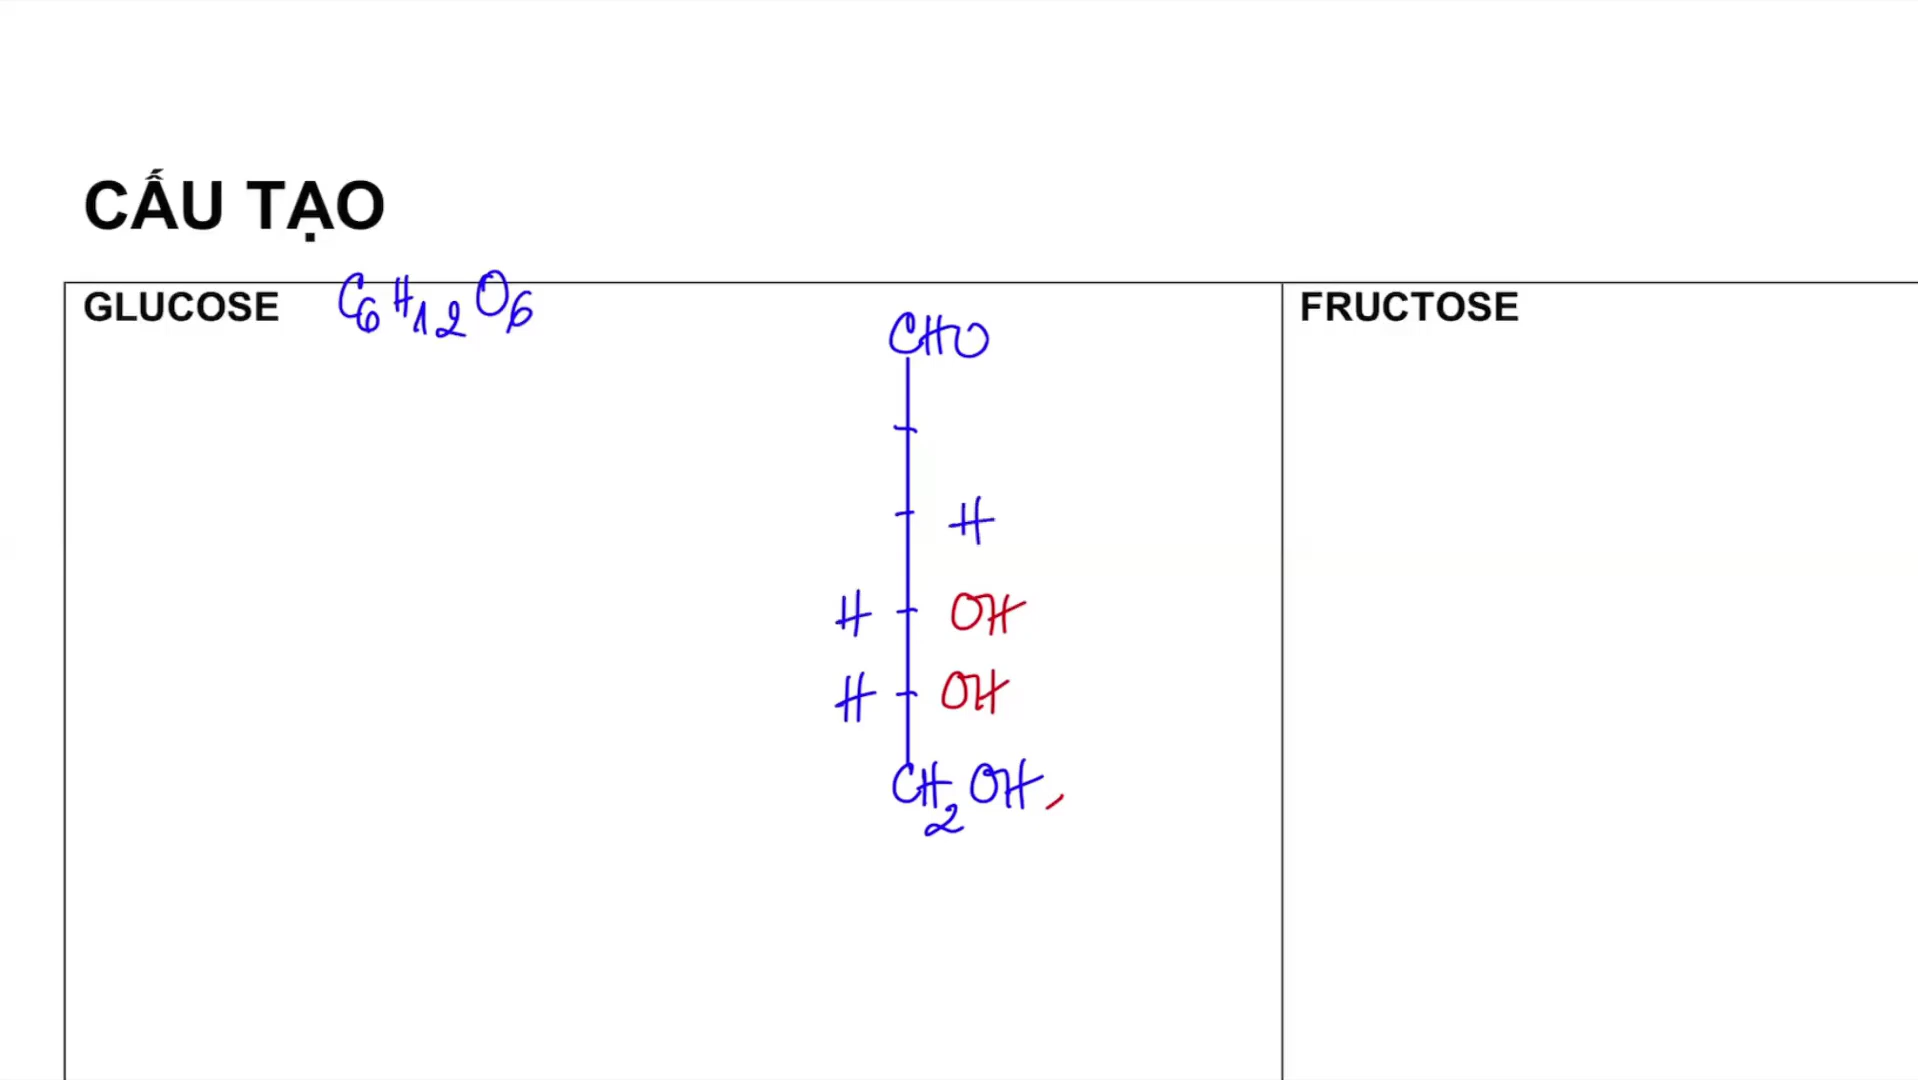 CẤU TẠO
GLUCOSE C₆H₁₂O₆
FRUCTOSE
CHO
H
H OH
H OH
CH₂OH